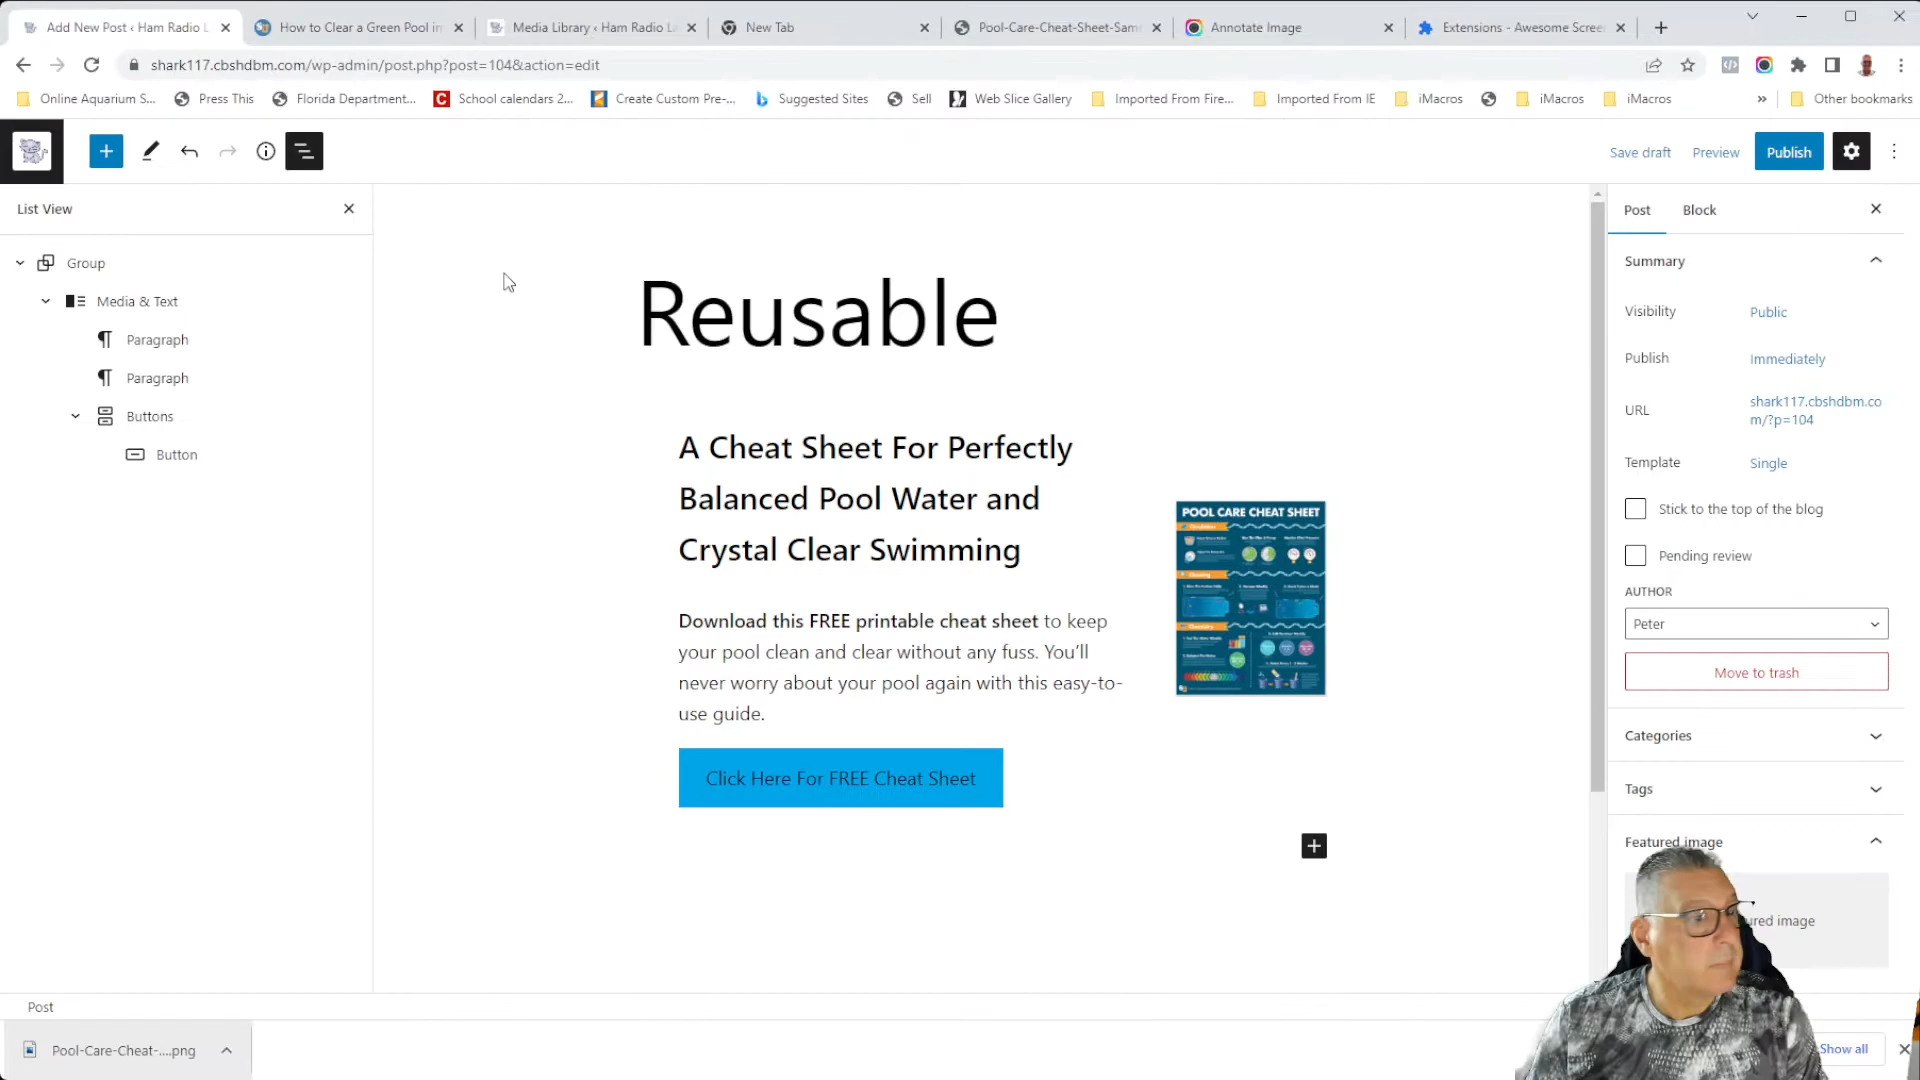 Add New Post ‹ Ham Radio L
How to Clear a Green Pool in
Media Library ‹ Ham Radio La
New Tab
Pool-Care-Cheat-Sheet-Sam
Annotate Image
Extensions - Awesome Scree
shark117.cbshdbm.com/wp-admin/post.php?post=104&action=edit
Online Aquarium S...
Press This
Florida Department...
School calendars 2...
Create Custom Pre-...
Suggested Sites
Sell
Web Slice Gallery
Imported From Fire...
Imported From IE
iMacros
iMacros
iMacros
»
Other bookmarks
Save draft
Preview
Publish
List View
Group
Media & Text
Paragraph
Paragraph
Buttons
Button
Reusable
A Cheat Sheet For Perfectly
Balanced Pool Water and
Crystal Clear Swimming
Download this FREE printable cheat sheet to keep
your pool clean and clear without any fuss. You'll
never worry about your pool again with this easy-to-
use guide.
Click Here For FREE Cheat Sheet
POOL CARE CHEAT SHEET
Post
Block
Summary
Visibility
Public
Publish
Immediately
URL
shark117.cbshdbm.co
m/?p=104
Template
Single
Stick to the top of the blog
Pending review
AUTHOR
Peter
Move to trash
Categories
Tags
Featured image
ured image
Post
Pool-Care-Cheat-....png
Show all